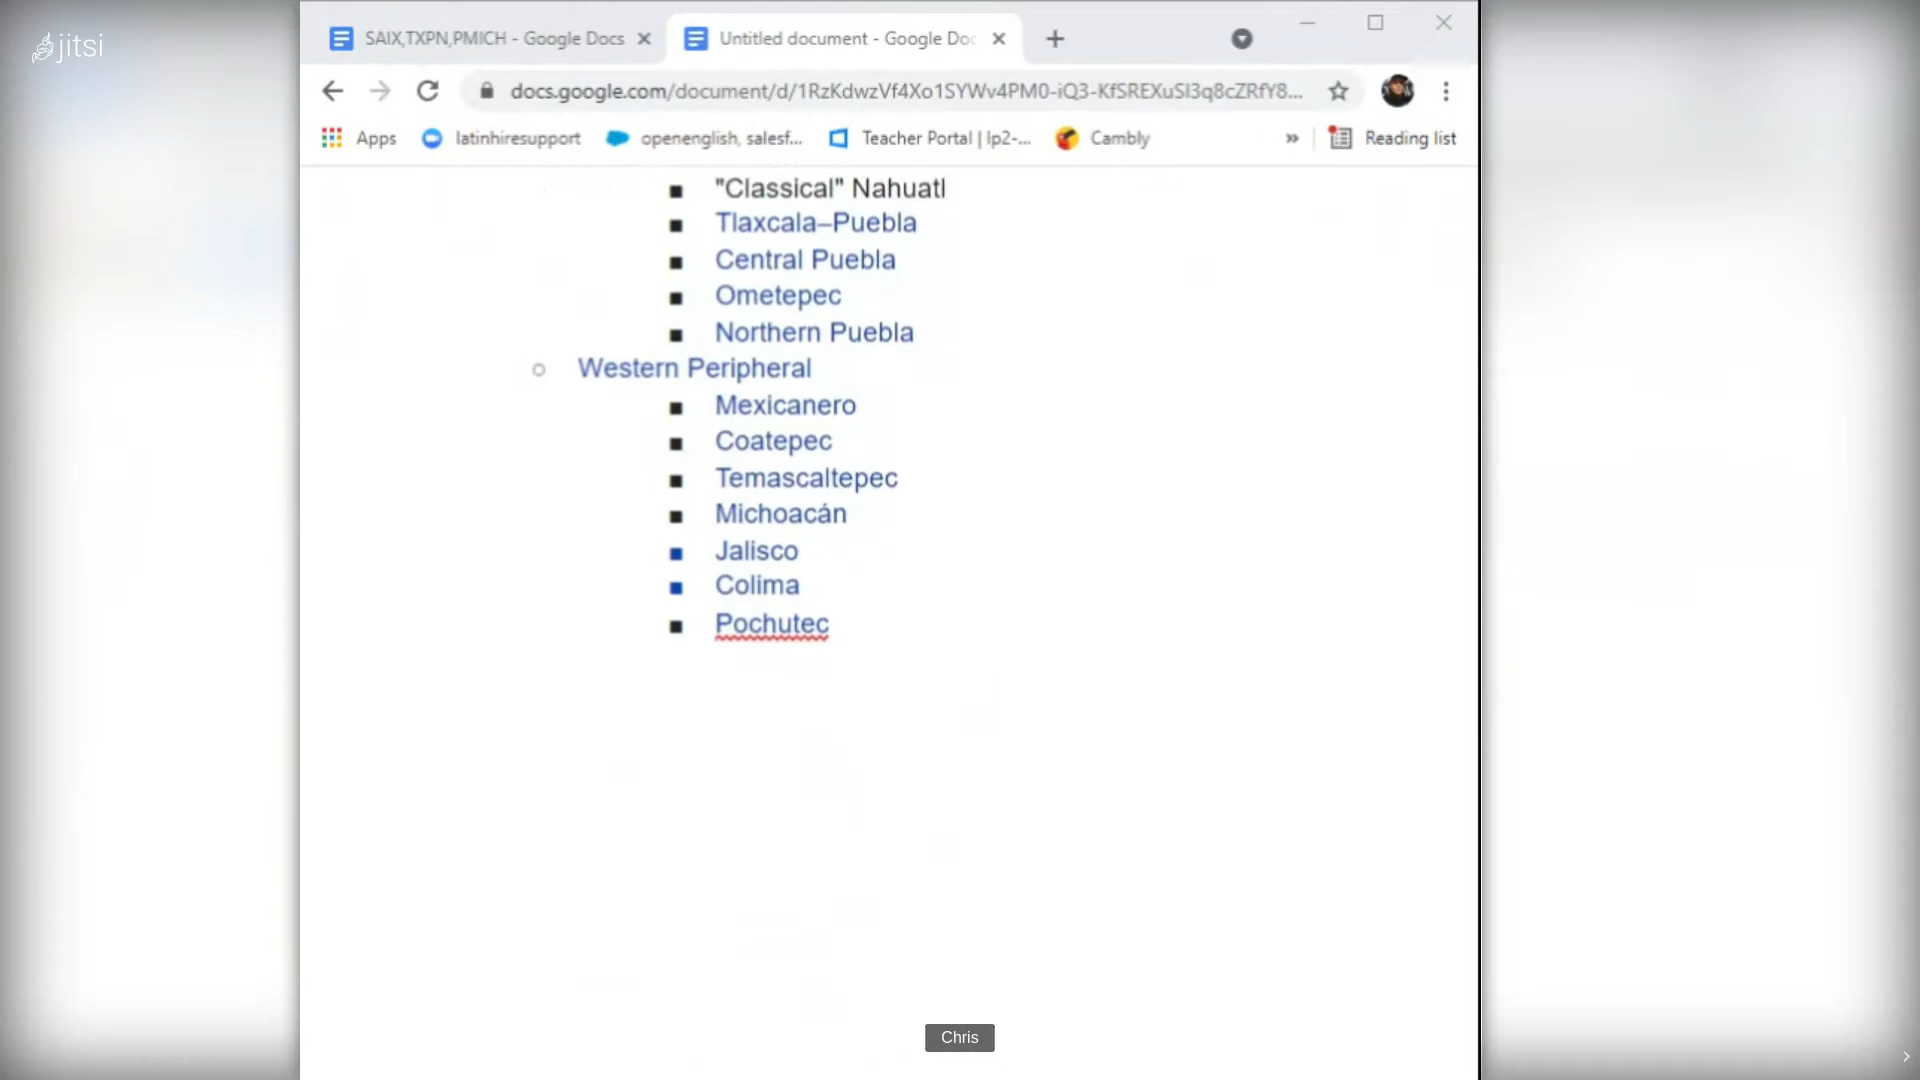 jitsi
SAIX,TXPN,PMICH - Google Docs
Untitled document - Google Doc
docs.google.com/document/d/1RzKdwzVf4Xo1SYWv4PM0-iQ3-KfSREXuSI3q8cZRfY8...
Apps
latinhiresupport
openenglish, salesf...
Teacher Portal | lp2-...
Cambly
»
Reading list
"Classical" Nahuatl
Tlaxcala–Puebla
Central Puebla
Ometepec
Northern Puebla
Western Peripheral
Mexicanero
Coatepec
Temascaltepec
Michoacán
Jalisco
Colima
Pochutec
Chris